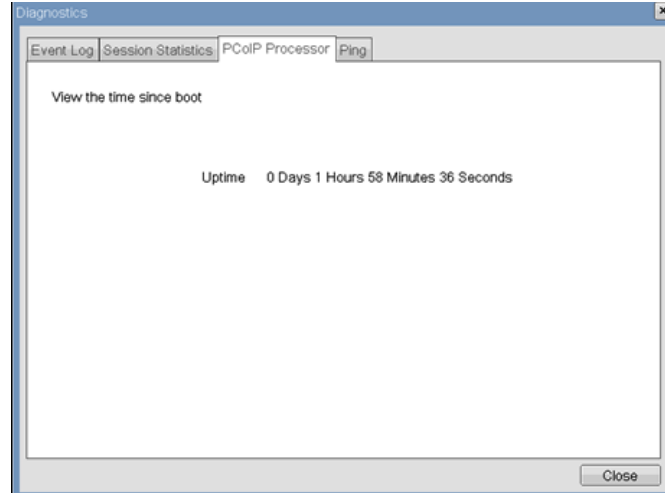 Diagnostics
Event Log Session Statistics PCoIP Processor Ping
View the time since boot
Uptime 0 Days 1 Hours 58 Minutes 36 Seconds
Close